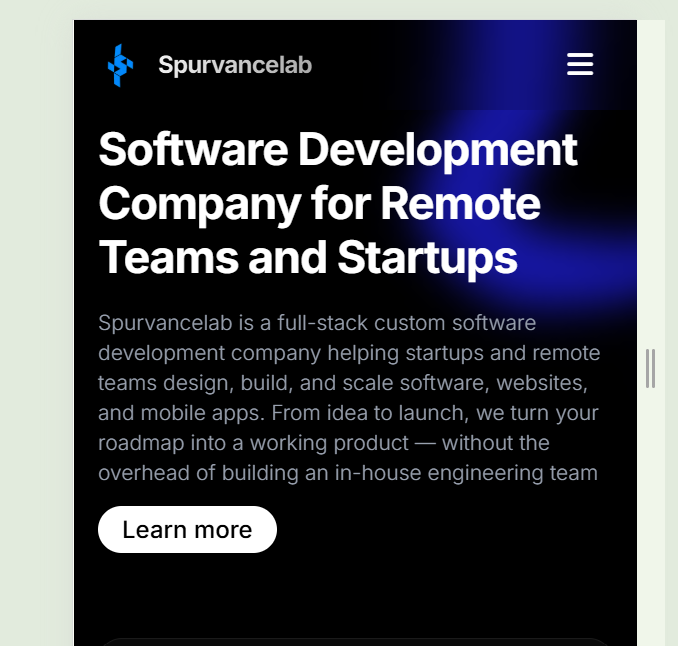 Spurvancelab
Software Development
Company for Remote
Teams and Startups
Spurvancelab is a full-stack custom software
development company helping startups and remote
teams design, build, and scale software, websites,
and mobile apps. From idea to launch, we turn your
roadmap into a working product — without the
overhead of building an in-house engineering team
Learn more